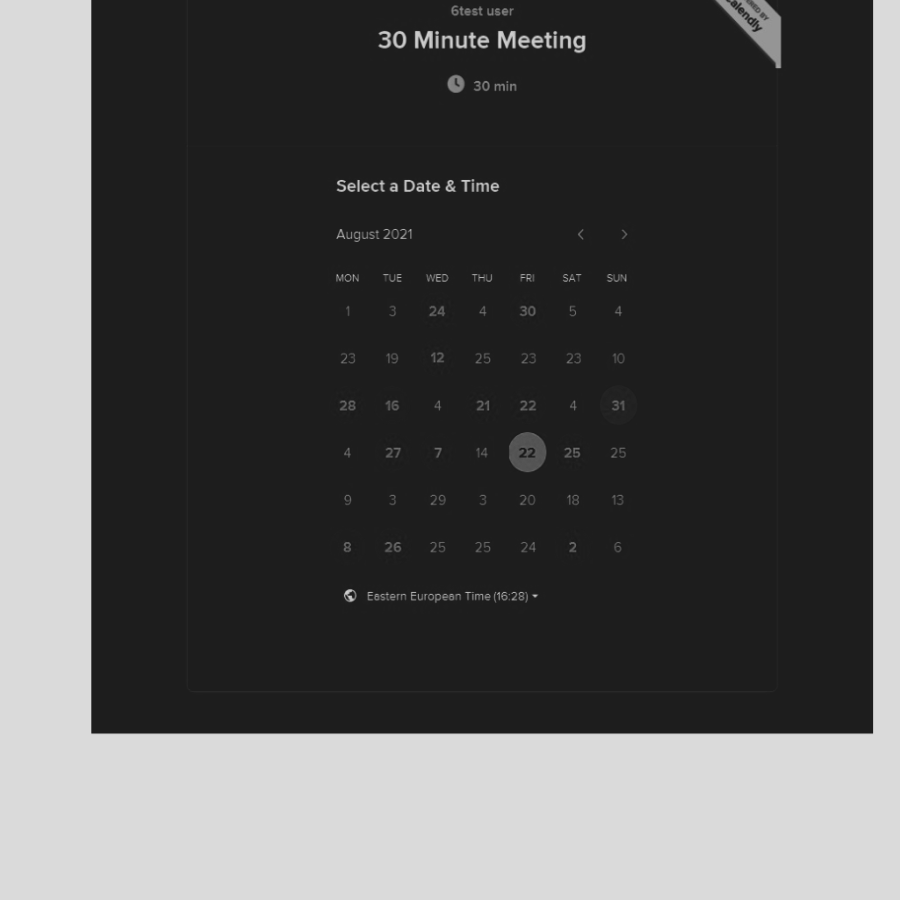 6test user
30 Minute Meeting
30 min
Calendly
Select a Date & Time
August 2021
MON TUE WED THU FRI SAT SUN
1 3 24 4 30 5 4
23 19 12 25 23 23 10
28 16 4 21 22 4 31
4 27 7 14 22 25 25
9 3 29 3 20 18 13
8 26 25 25 24 2 6
Eastern European Time (16:28)